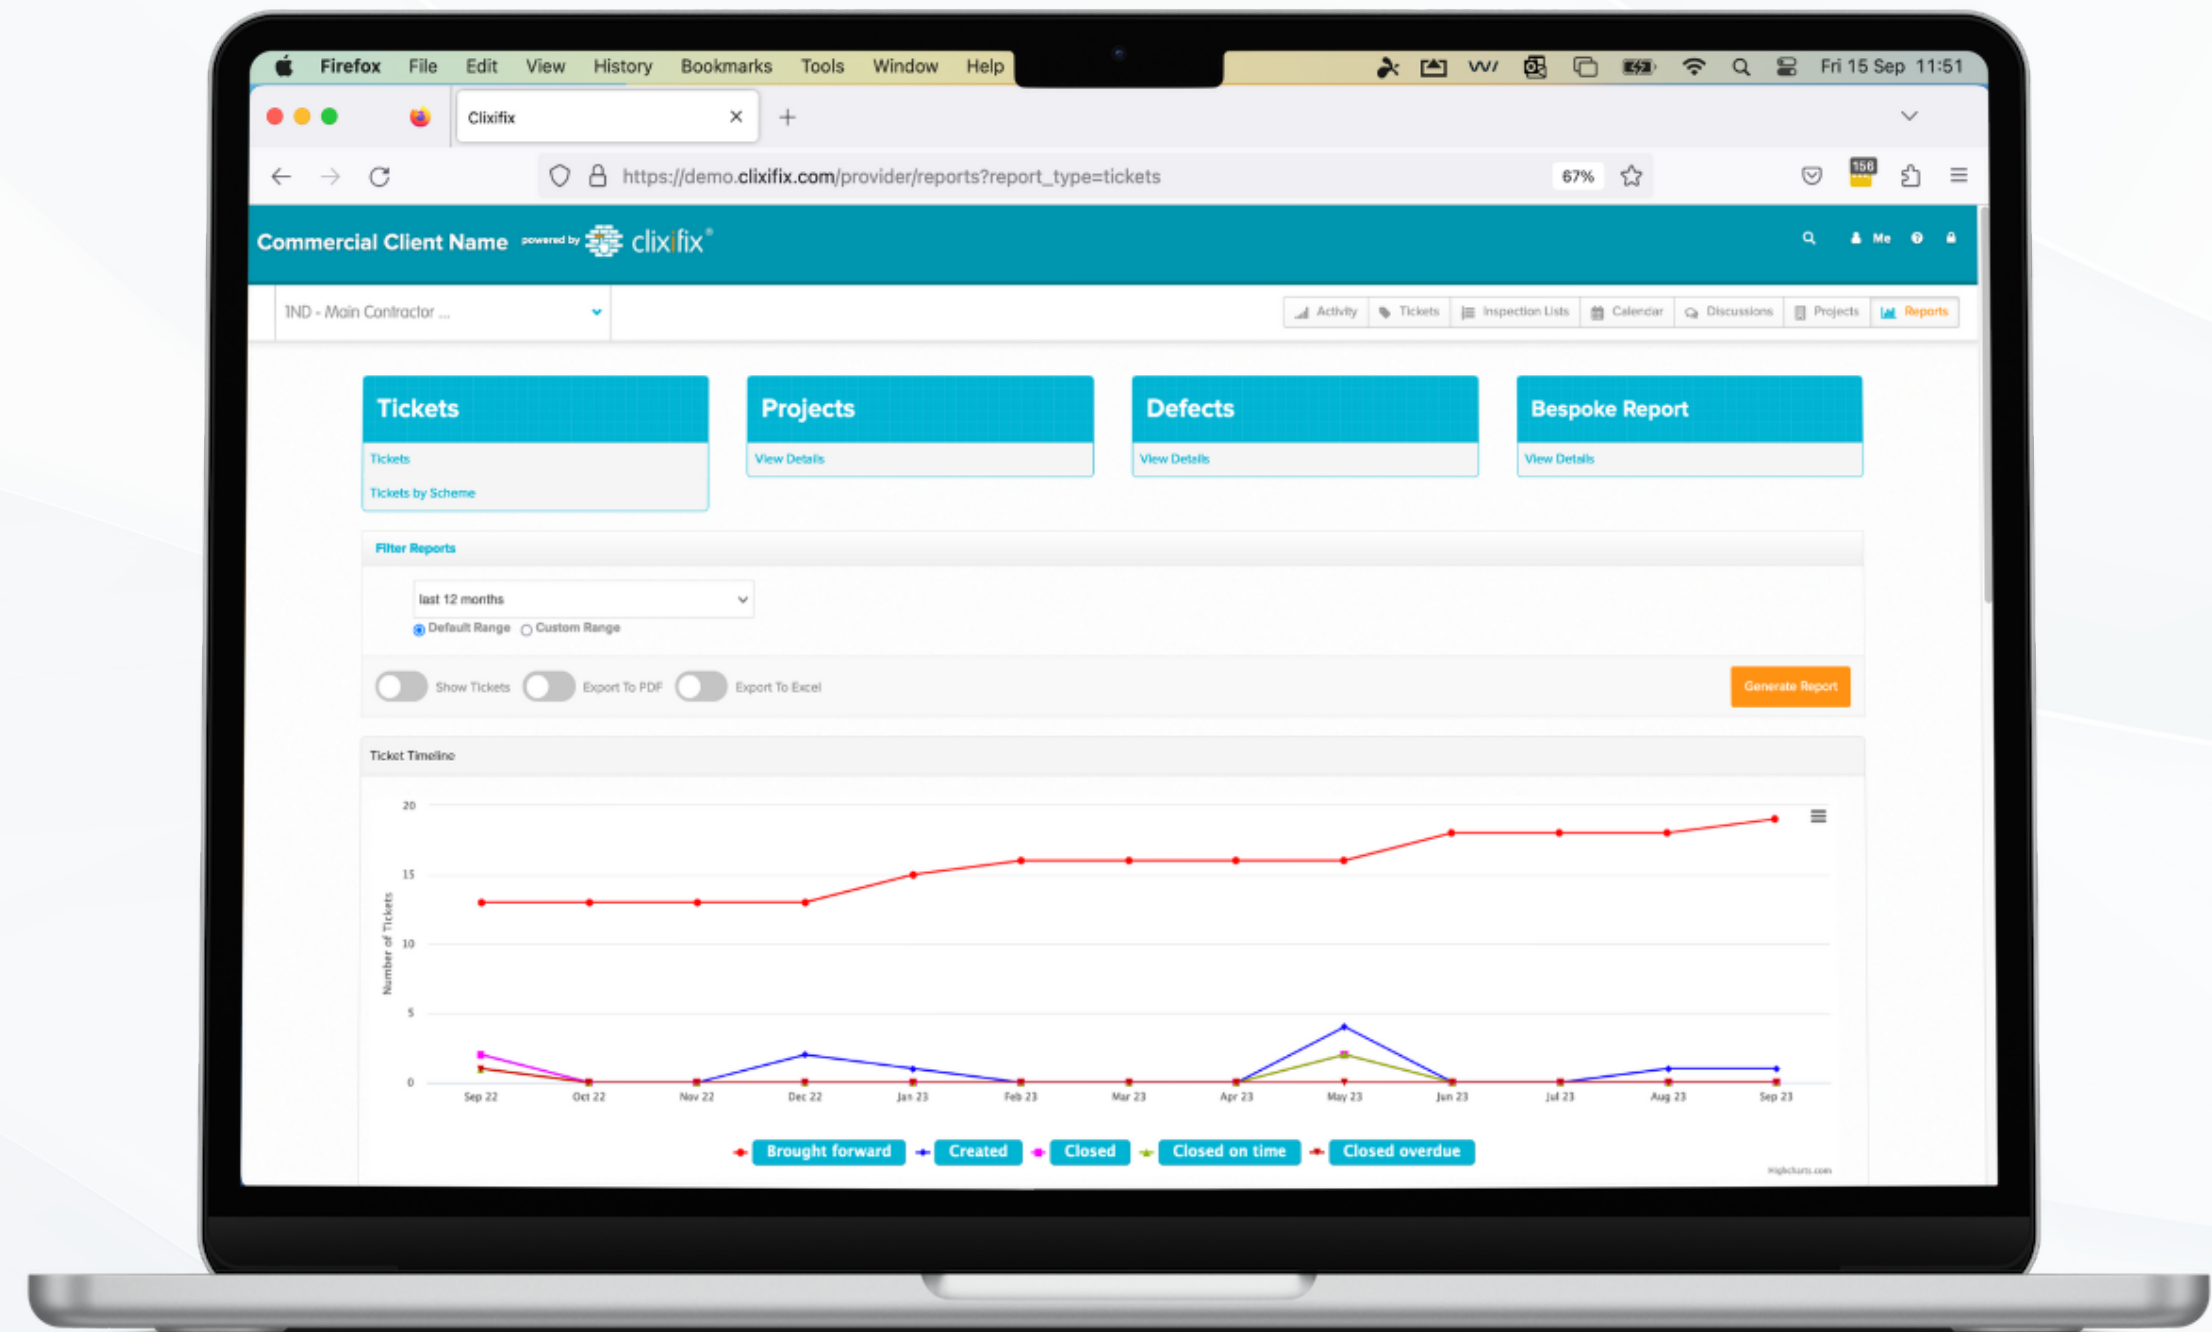 Firefox File Edit View History Bookmarks Tools Window Help Fri 15 Sep 11:51
Clixifix
https://demo.clixifix.com/provider/reports?report_type=tickets 67% 156
Commercial Client Name powered by clixifix® Me
1ND - Main Contractor ... Activity Tickets Inspection Lists Calendar Discussions Projects Reports
Tickets Projects Defects Bespoke Report
Tickets View Details View Details View Details
Tickets by Scheme
Filter Reports
last 12 months
Default Range Custom Range
Show Tickets Export To PDF Export To Excel Generate Report
Ticket Timeline
Number of Tickets
20
15
10
5
0
Sep 22 Oct 22 Nov 22 Dec 22 Jan 23 Feb 23 Mar 23 Apr 23 May 23 Jun 23 Jul 23 Aug 23 Sep 23
Brought forward Created Closed Closed on time Closed overdue
Highcharts.com